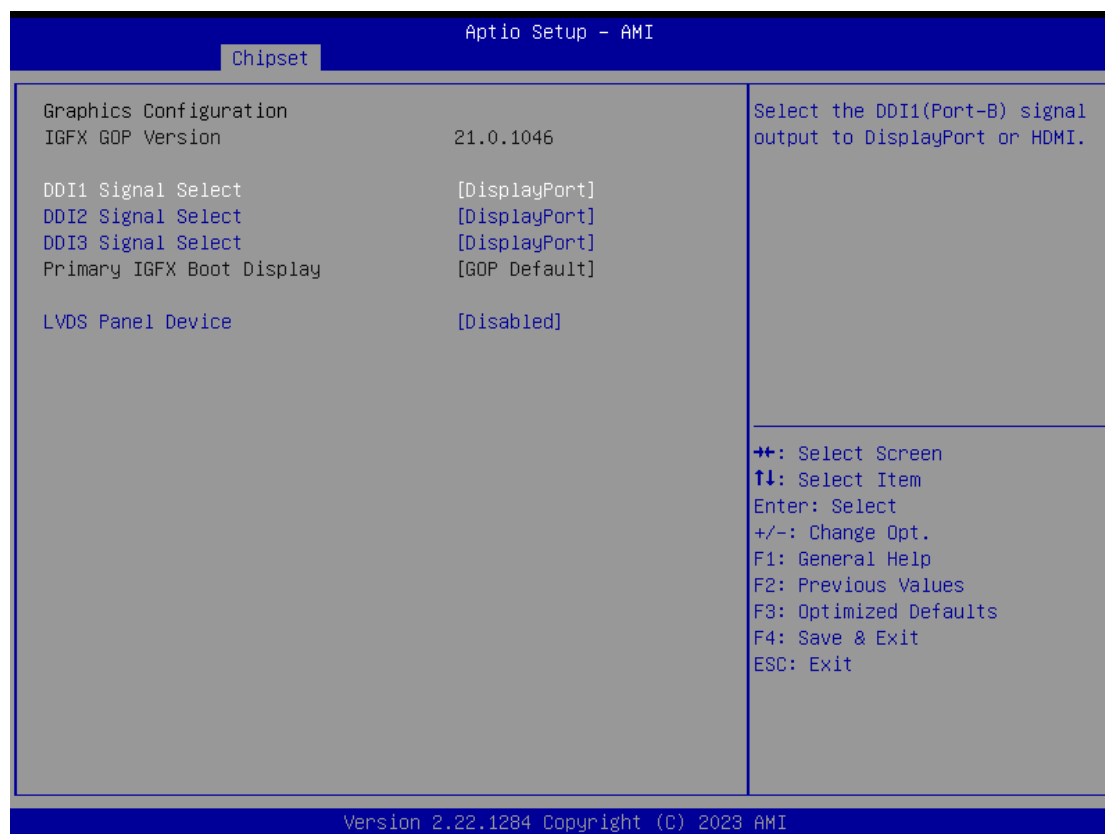 Aptio Setup – AMI
Chipset
Graphics Configuration
IGFX GOP Version 21.0.1046
DDI1 Signal Select [DisplayPort]
DDI2 Signal Select [DisplayPort]
DDI3 Signal Select [DisplayPort]
Primary IGFX Boot Display [GOP Default]
LVDS Panel Device [Disabled]
Select the DDI1(Port-B) signal
output to DisplayPort or HDMI.
→←: Select Screen
↑↓: Select Item
Enter: Select
+/-: Change Opt.
F1: General Help
F2: Previous Values
F3: Optimized Defaults
F4: Save & Exit
ESC: Exit
Version 2.22.1284 Copyright (C) 2023 AMI